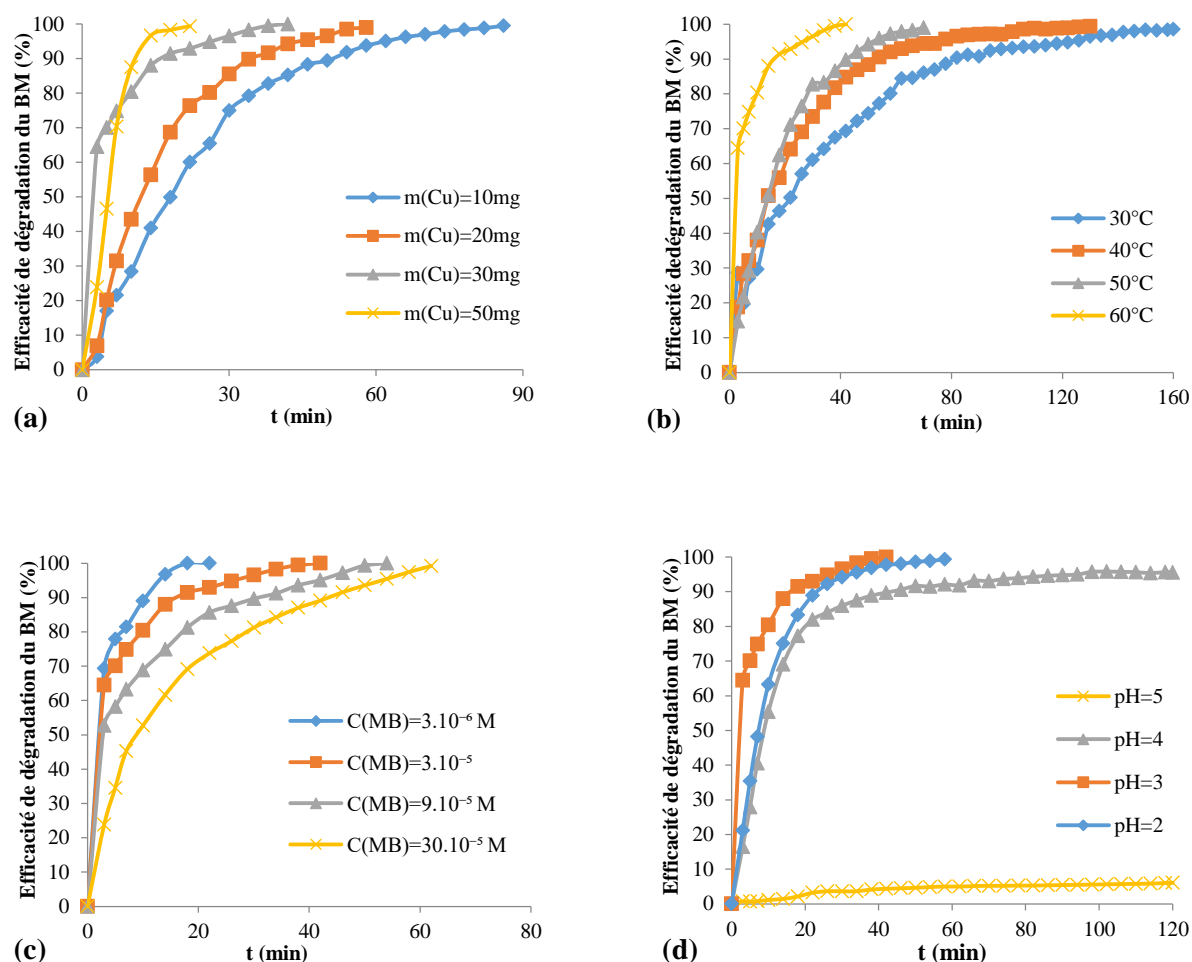 Efficacité de dégradation du BM (%)
100
90
80
70
60
50
40
30
20
10
0
0 30 60 90
t (min)
m(Cu)=10mg
m(Cu)=20mg
m(Cu)=30mg
m(Cu)=50mg
(a)
Efficacité dedégradation du BM (%)
100
90
80
70
60
50
40
30
20
10
0
0 40 80 120 160
t (min)
30°C
40°C
50°C
60°C
(b)
Efficacité de dégradation du BM (%)
100
90
80
70
60
50
40
30
20
10
0
0 20 40 60 80
t (min)
C(MB)=3.10⁻⁶ M
C(MB)=3.10⁻⁵
C(MB)=9.10⁻⁵ M
C(MB)=30.10⁻⁵ M
(c)
Efficacité de dégradation du BM (%)
100
90
80
70
60
50
40
30
20
10
0
0 20 40 60 80 100 120
t (min)
pH=5
pH=4
pH=3
pH=2
(d)